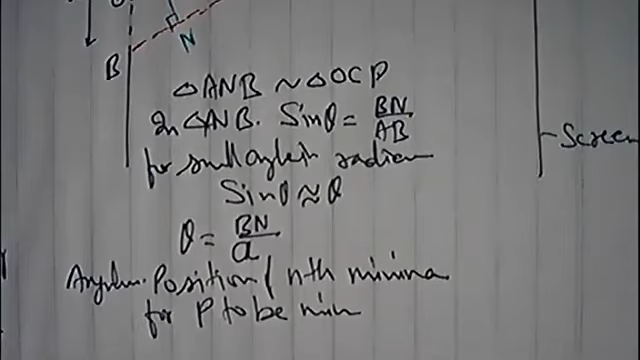 N
B
△ANB ~ △OCP
In △ANB. Sinθ = BN/AB
for small angle in radian
Screen
Sinθ ≈ θ
θ = BN/a
Angular Position of nth minima
for P to be min